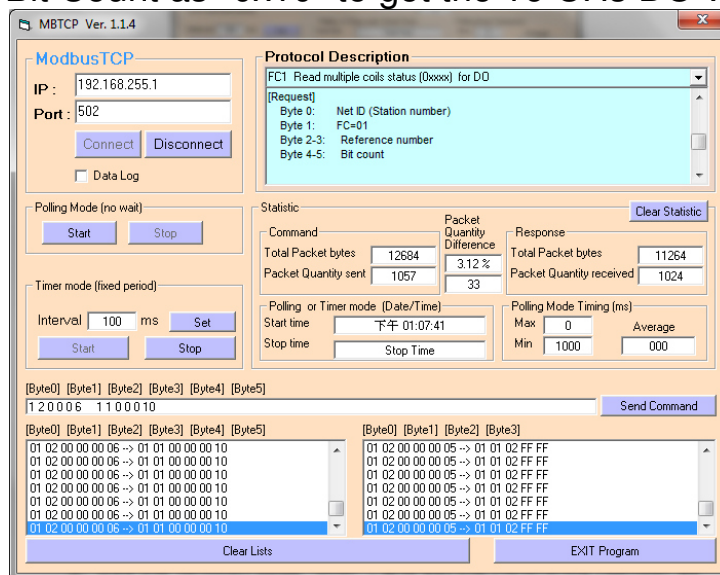 MBTCP Ver. 1.1.4
ModbusTCP
IP : 192.168.255.1
Port : 502
Connect Disconnect
Data Log
Protocol Description
FC1 Read multiple coils status (0xxxx) for DO
[Request]
Byte 0: Net ID (Station number)
Byte 1: FC=01
Byte 2-3: Reference number
Byte 4-5: Bit count
Polling Mode (no wait)
Start Stop
Timer mode (fixed period)
Interval 100 ms Set
Start Stop
Statistic
Clear Statistic
Command
Total Packet bytes 12684
Packet Quantity sent 1057
Packet Quantity Difference
3.12 %
33
Response
Total Packet bytes 11264
Packet Quantity received 1024
Polling or Timer mode (Date/Time)
Start time 下午 01:07:41
Stop time Stop Time
Polling Mode Timing (ms)
Max 0 Average
Min 1000 000
[Byte0] [Byte1] [Byte2] [Byte3] [Byte4] [Byte5]
1 2 0 0 0 6 1 1 0 0 0 10
Send Command
[Byte0] [Byte1] [Byte2] [Byte3] [Byte4] [Byte5]
01 02 00 00 00 06 --> 01 01 00 00 00 10
01 02 00 00 00 06 --> 01 01 00 00 00 10
01 02 00 00 00 06 --> 01 01 00 00 00 10
01 02 00 00 00 06 --> 01 01 00 00 00 10
01 02 00 00 00 06 --> 01 01 00 00 00 10
01 02 00 00 00 06 --> 01 01 00 00 00 10
01 02 00 00 00 06 --> 01 01 00 00 00 10
[Byte0] [Byte1] [Byte2] [Byte3]
01 02 00 00 00 05 --> 01 01 02 FF FF
01 02 00 00 00 05 --> 01 01 02 FF FF
01 02 00 00 00 05 --> 01 01 02 FF FF
01 02 00 00 00 05 --> 01 01 02 FF FF
01 02 00 00 00 05 --> 01 01 02 FF FF
01 02 00 00 00 05 --> 01 01 02 FF FF
01 02 00 00 00 05 --> 01 01 02 FF FF
Clear Lists
EXIT Program